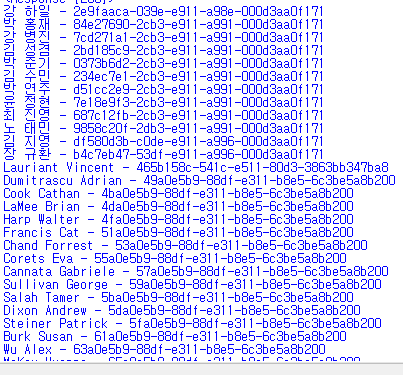 강 하일 - 2e9faaca-039e-e911-a98e-000d3aa0f171
박 홍재 - 84e27690-2cb3-e911-a991-000d3aa0f171
강 병진 - 7cd271a1-2cb3-e911-a991-000d3aa0f171
김 성겸 - 2bd185c9-2cb3-e911-a991-000d3aa0f171
박 준기 - 0373b6d2-2cb3-e911-a991-000d3aa0f171
김 수민 - 234ec7e1-2cb3-e911-a991-000d3aa0f171
박 연주 - d51cc2e9-2cb3-e911-a991-000d3aa0f171
윤 정현 - 7e18e9f3-2cb3-e911-a991-000d3aa0f171
최 진영 - 687c12fb-2cb3-e911-a991-000d3aa0f171
노 태민 - 9858c20f-2db3-e911-a991-000d3aa0f171
김 지영 - df580d3b-c0de-e911-a996-000d3aa0f171
장 규환 - b4c7eb47-53df-e911-a996-000d3aa0f171
Lauriant Vincent - 465b158c-541c-e511-80d3-3863bb347ba8
Dumitrascu Adrian - 49a0e5b9-88df-e311-b8e5-6c3be5a8b200
Cook Cathan - 4ba0e5b9-88df-e311-b8e5-6c3be5a8b200
LaMee Brian - 4da0e5b9-88df-e311-b8e5-6c3be5a8b200
Harp Walter - 4fa0e5b9-88df-e311-b8e5-6c3be5a8b200
Francis Cat - 51a0e5b9-88df-e311-b8e5-6c3be5a8b200
Chand Forrest - 53a0e5b9-88df-e311-b8e5-6c3be5a8b200
Corets Eva - 55a0e5b9-88df-e311-b8e5-6c3be5a8b200
Cannata Gabriele - 57a0e5b9-88df-e311-b8e5-6c3be5a8b200
Sullivan George - 59a0e5b9-88df-e311-b8e5-6c3be5a8b200
Salah Tamer - 5ba0e5b9-88df-e311-b8e5-6c3be5a8b200
Dixon Andrew - 5da0e5b9-88df-e311-b8e5-6c3be5a8b200
Steiner Patrick - 5fa0e5b9-88df-e311-b8e5-6c3be5a8b200
Burk Susan - 61a0e5b9-88df-e311-b8e5-6c3be5a8b200
Wu Alex - 63a0e5b9-88df-e311-b8e5-6c3be5a8b200